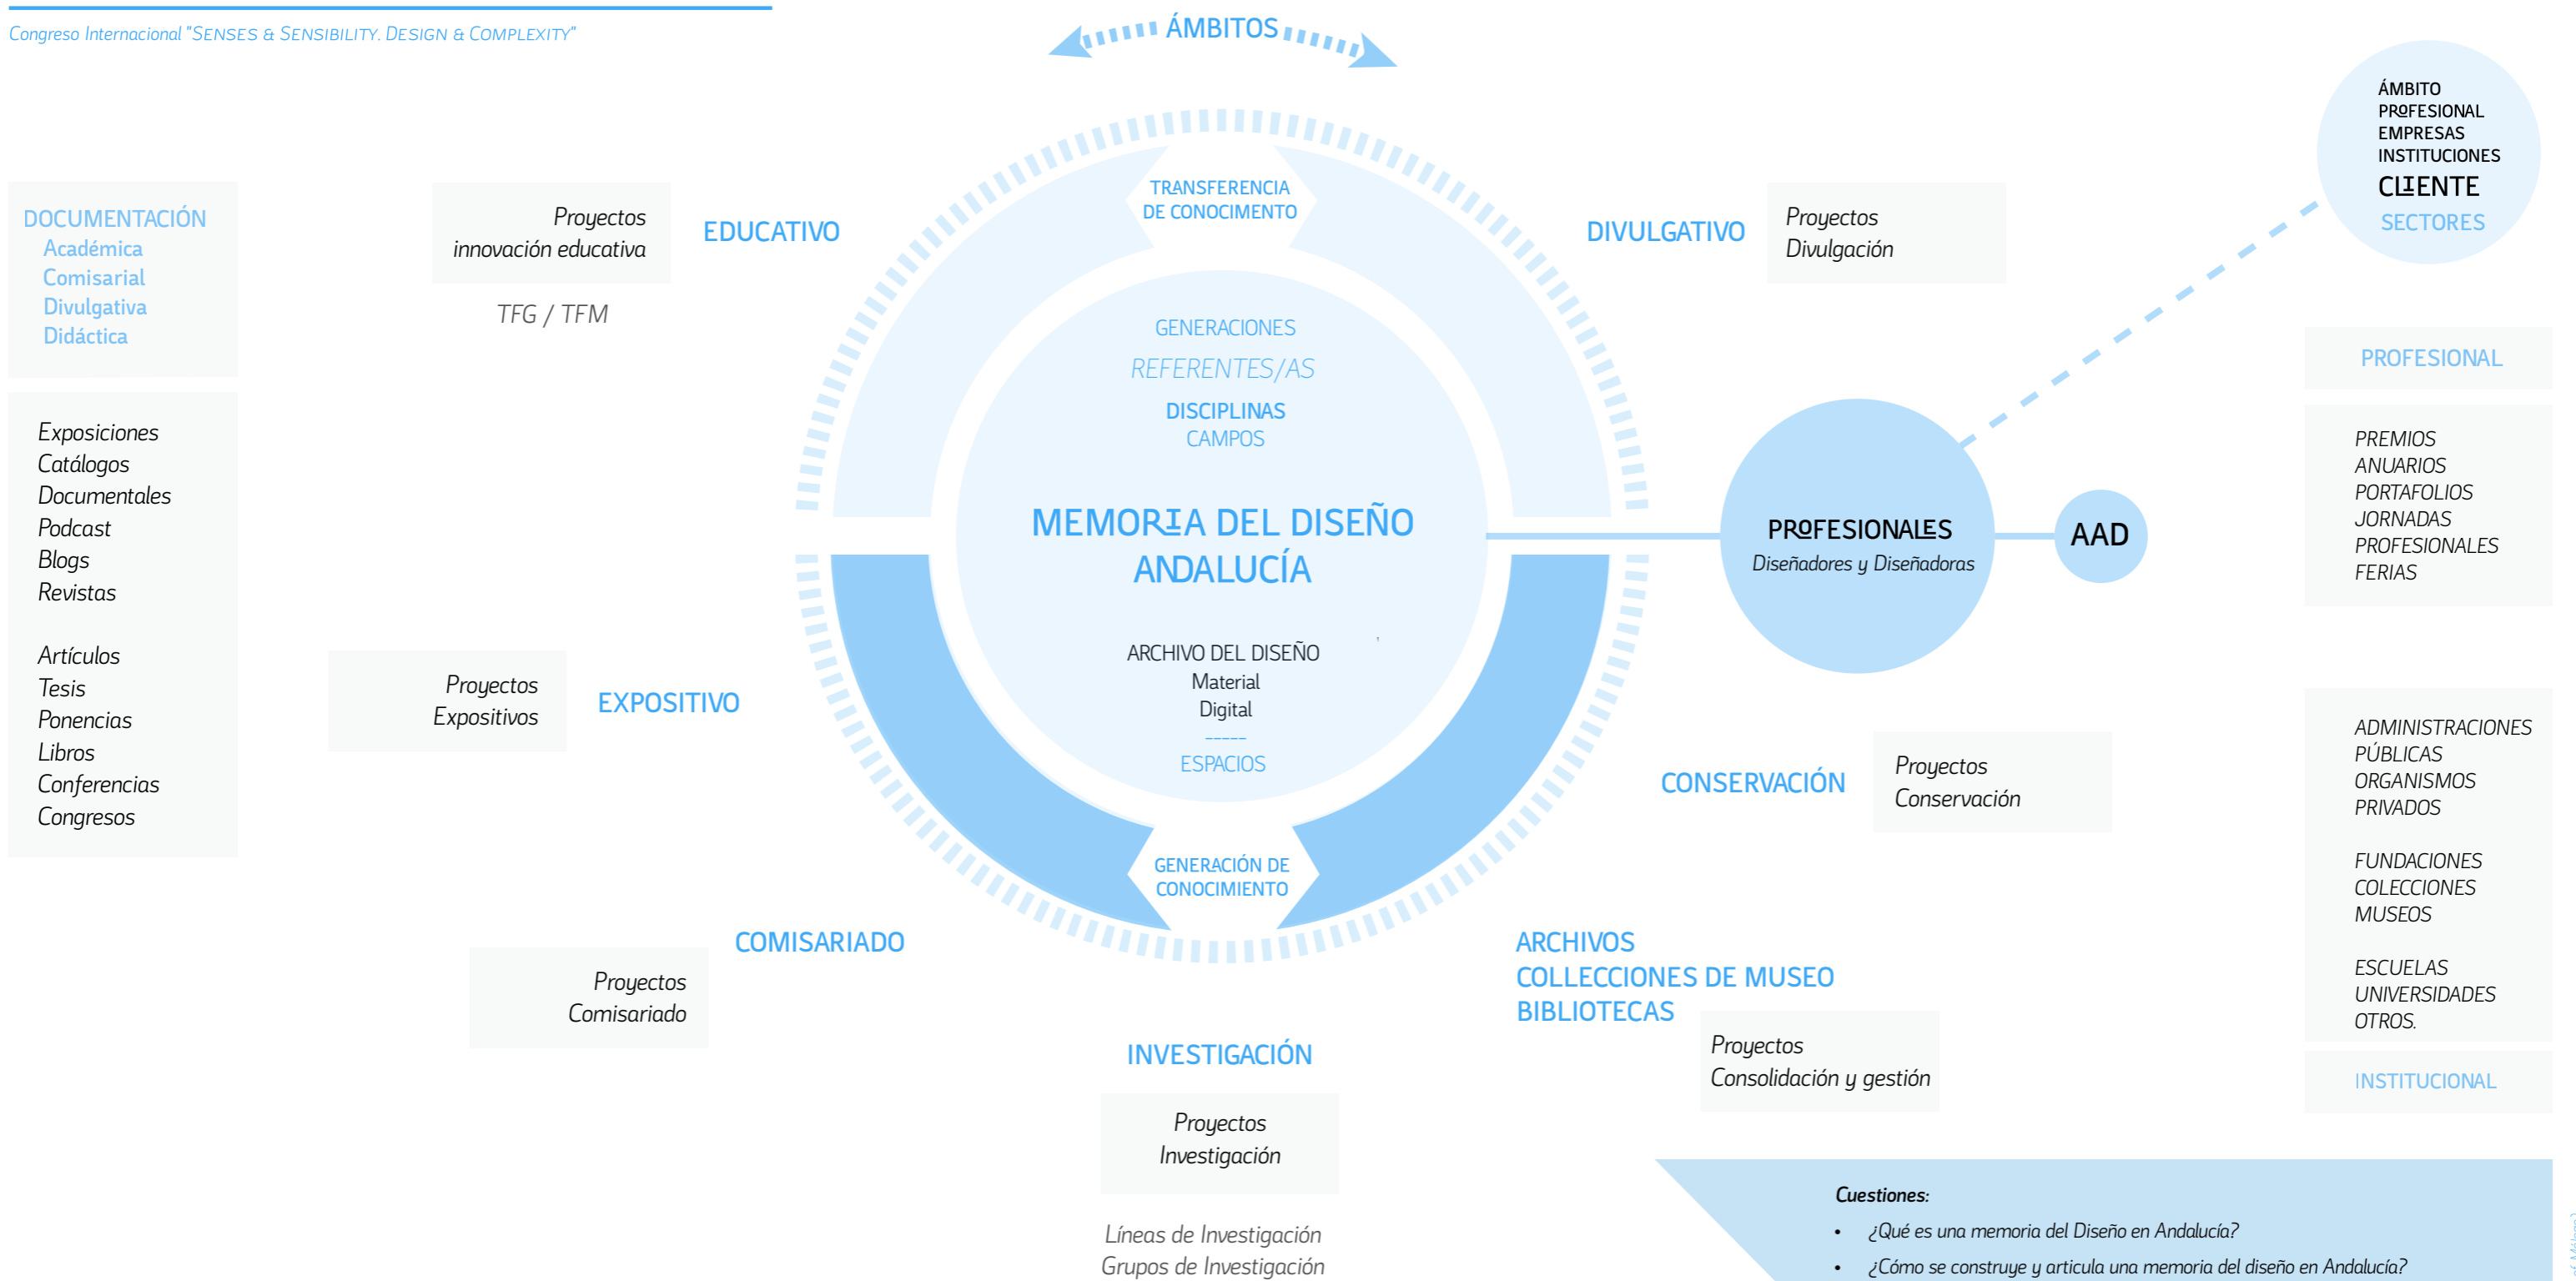 Congreso Internacional "SENSES & SENSIBILITY. DESIGN & COMPLEXITY"
ÁMBITOS
ÁMBITO
PROFESIONAL
EMPRESAS
INSTITUCIONES
CLIENTE
SECTORES
DOCUMENTACIÓN
Académica
Comisarial
Divulgativa
Didáctica
Exposiciones
Catálogos
Documentales
Podcast
Blogs
Revistas
Artículos
Tesis
Ponencias
Libros
Conferencias
Congresos
Proyectos
innovación educativa
EDUCATIVO
TFG / TFM
Proyectos
Expositivos
EXPOSITIVO
COMISARIADO
Proyectos
Comisariado
TRANSFERENCIA
DE CONOCIMENTO
GENERACIONES
REFERENTES/AS
DISCIPLINAS
CAMPOS
MEMORIA DEL DISEÑO
ANDALUCÍA
ARCHIVO DEL DISEÑO
Material
Digital
-----
ESPACIOS
GENERACIÓN DE
CONOCIMIENTO
INVESTIGACIÓN
Proyectos
Investigación
Líneas de Investigación
Grupos de Investigación
DIVULGATIVO
Proyectos
Divulgación
PROFESIONALES
Diseñadores y Diseñadoras
AAD
CONSERVACIÓN
Proyectos
Conservación
ARCHIVOS
COLLECCIONES DE MUSEO
BIBLIOTECAS
Proyectos
Consolidación y gestión
PROFESIONAL
PREMIOS
ANUARIOS
PORTAFOLIOS
JORNADAS
PROFESIONALES
FERIAS
ADMINISTRACIONES
PÚBLICAS
ORGANISMOS
PRIVADOS
FUNDACIONES
COLECCIONES
MUSEOS
ESCUELAS
UNIVERSIDADES
OTROS.
INSTITUCIONAL
Cuestiones:
• ¿Qué es una memoria del Diseño en Andalucía?
• ¿Cómo se construye y articula una memoria del diseño en Andalucía?